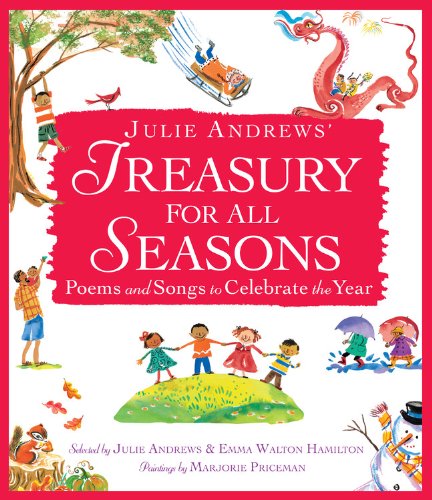 JULIE ANDREWS'
TREASURY
FOR ALL
SEASONS
Poems and Songs to Celebrate the Year
Selected by JULIE ANDREWS & EMMA WALTON HAMILTON
Paintings by MARJORIE PRICEMAN